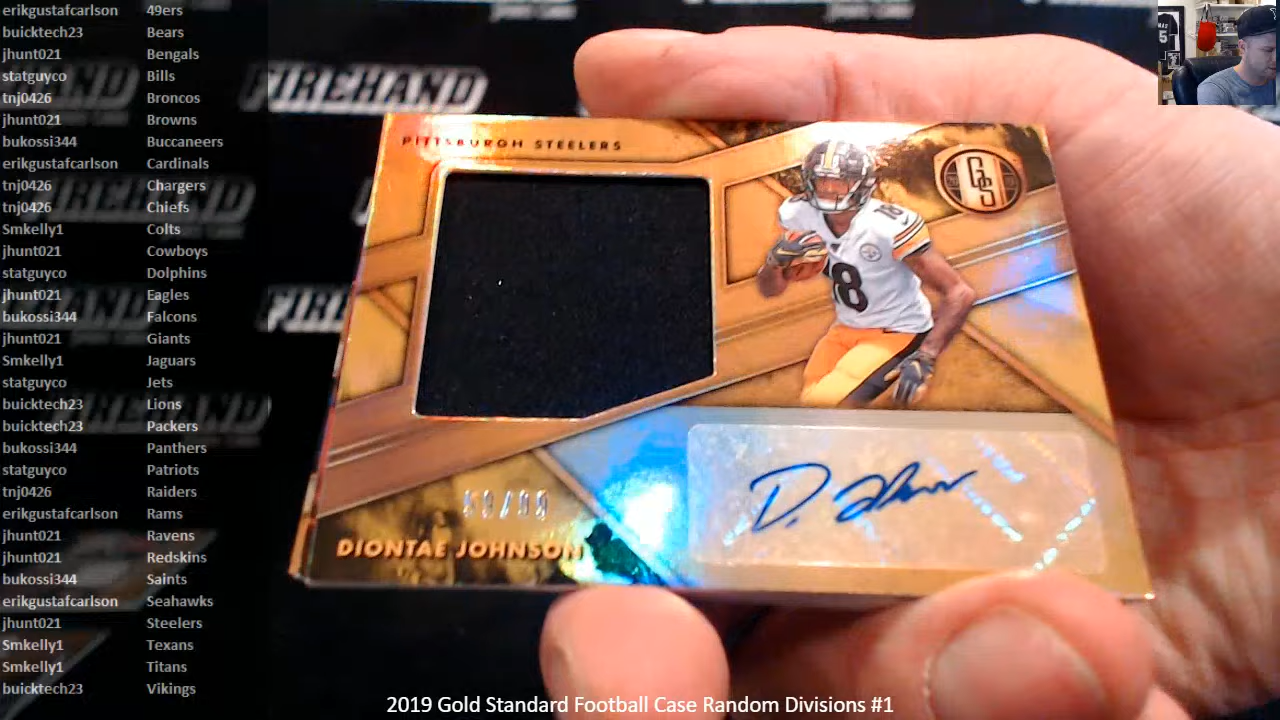 erikgustafcarlson 49ers
buicktech23 Bears
jhunt021 Bengals
statguyco Bills
tnj0426 Broncos
jhunt021 Browns
bukossi344 Buccaneers
erikgustafcarlson Cardinals
tnj0426 Chargers
tnj0426 Chiefs
Smkelly1 Colts
jhunt021 Cowboys
statguyco Dolphins
jhunt021 Eagles
bukossi344 Falcons
jhunt021 Giants
Smkelly1 Jaguars
statguyco Jets
buicktech23 Lions
buicktech23 Packers
bukossi344 Panthers
statguyco Patriots
tnj0426 Raiders
erikgustafcarlson Rams
jhunt021 Ravens
jhunt021 Redskins
bukossi344 Saints
erikgustafcarlson Seahawks
jhunt021 Steelers
Smkelly1 Texans
Smkelly1 Titans
buicktech23 Vikings
FIREHAND
PITTSBURGH STEELERS
GS
18
DIONTAE JOHNSON
2019 Gold Standard Football Case Random Divisions #1